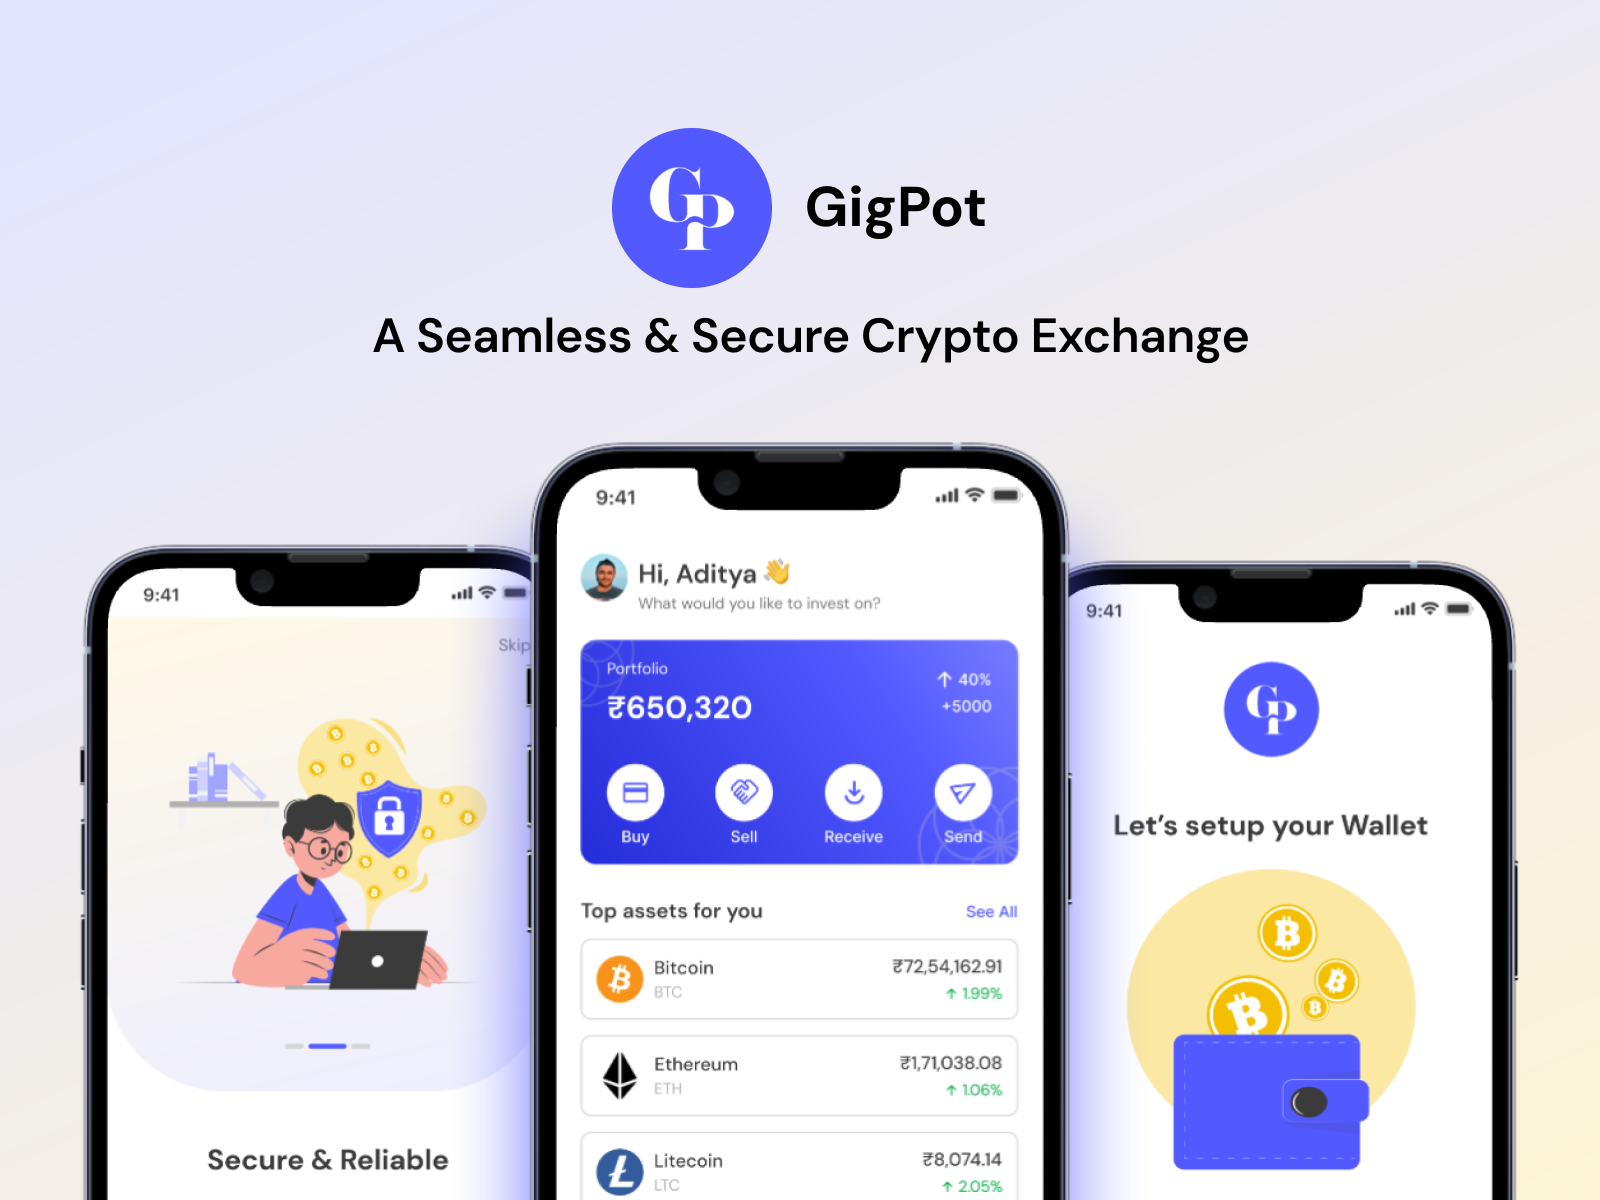 GP
GigPot
A Seamless & Secure Crypto Exchange
9:41
Skip
Secure & Reliable
9:41
Hi, Aditya 👋
What would you like to invest on?
Portfolio
₹650,320
↑ 40%
+5000
Buy
Sell
Receive
Send
Top assets for you
See All
Bitcoin
BTC
₹72,54,162.91
↑ 1.99%
Ethereum
ETH
₹1,71,038.08
↑ 1.06%
Litecoin
LTC
₹8,074.14
↑ 2.05%
9:41
GP
Let’s setup your Wallet